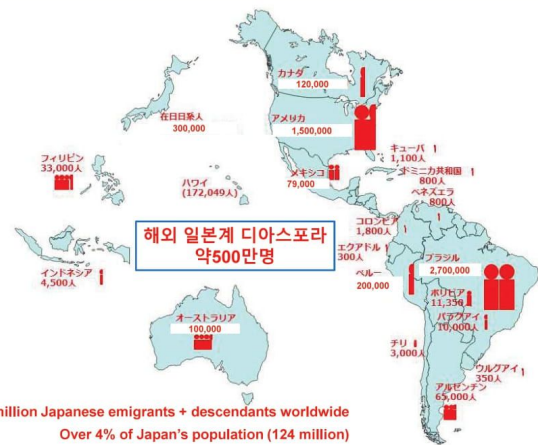 カナダ
120,000
在日日系人
300,000
アメリカ
1,500,000
フィリピン
33,000人
ハワイ
(172,049人)
メキシコ
79,000
キューバ
1,100人
ドミニカ共和国
800人
ベネズエラ
800人
해외 일본계 디아스포라
약500만명
コロンビア
1,800人
エクアドル
300人
インドネシア
4,500人
ペルー
200,000
ブラジル
2,700,000
ボリビア
11,350
パラグアイ
10,000人
オーストラリア
100,000
チリ
3,000人
ウルグアイ
350人
アルゼンチン
65,000人
million Japanese emigrants + descendants worldwide
Over 4% of Japan's population (124 million)